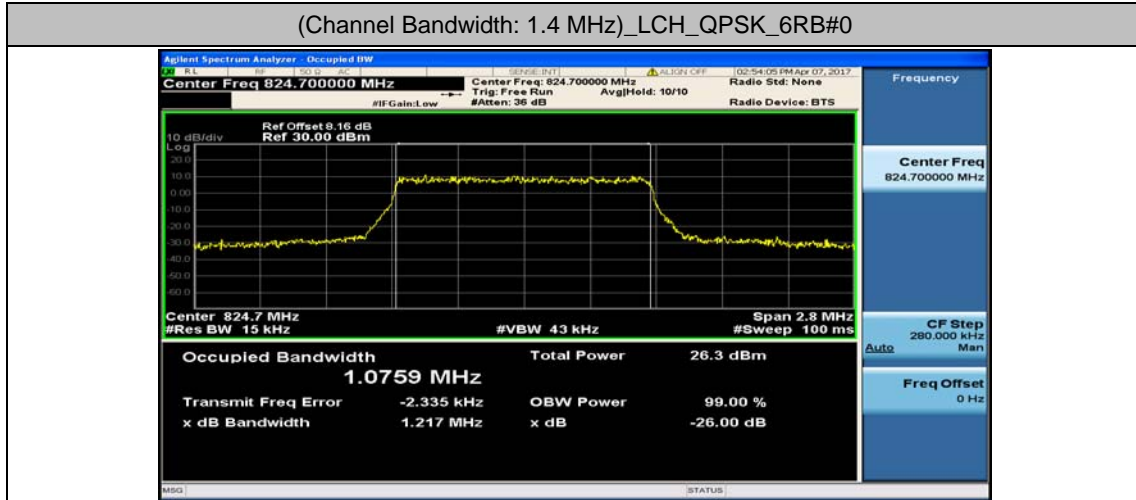 (Channel Bandwidth: 1.4 MHz)_LCH_QPSK_6RB#0
Agilent Spectrum Analyzer - Occupied BW
RL RF 50 Ω AC SENSE:INT ALIGN OFF 02:54:05 PM Apr 07, 2017
Center Freq 824.700000 MHz
Center Freq: 824.700000 MHz
Radio Std: None
Trig: Free Run Avg|Hold: 10/10
#IFGain:Low #Atten: 36 dB Radio Device: BTS
Frequency
Ref Offset 8.16 dB
10 dB/div Ref 30.00 dBm
Log
20.0
10.0
0.00
-10.0
-20.0
-30.0
-40.0
-50.0
-60.0
Center Freq
824.700000 MHz
Center 824.7 MHz Span 2.8 MHz
#Res BW 15 kHz #VBW 43 kHz #Sweep 100 ms
CF Step
280.000 kHz
Auto Man
Occupied Bandwidth Total Power 26.3 dBm
1.0759 MHz
Freq Offset
0 Hz
Transmit Freq Error -2.335 kHz OBW Power 99.00 %
x dB Bandwidth 1.217 MHz x dB -26.00 dB
MSG STATUS